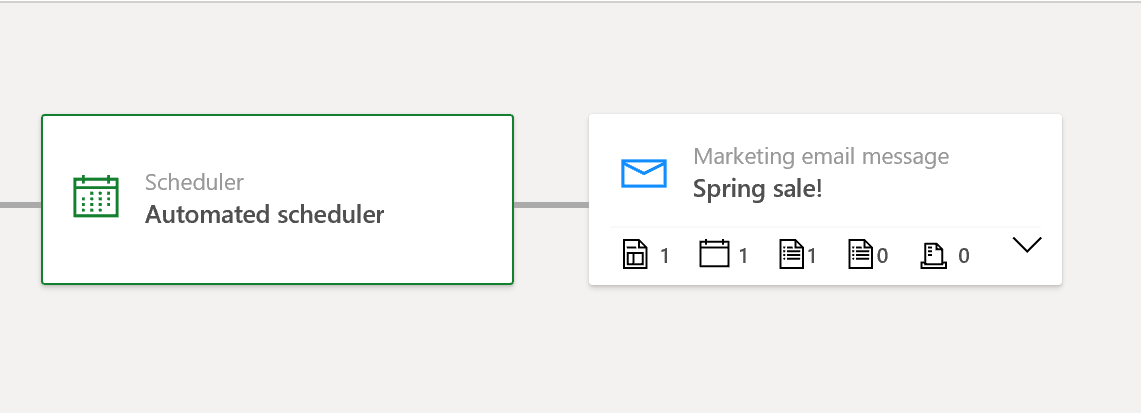 Scheduler
Automated scheduler
Marketing email message
Spring sale!
1 1 1 0 0